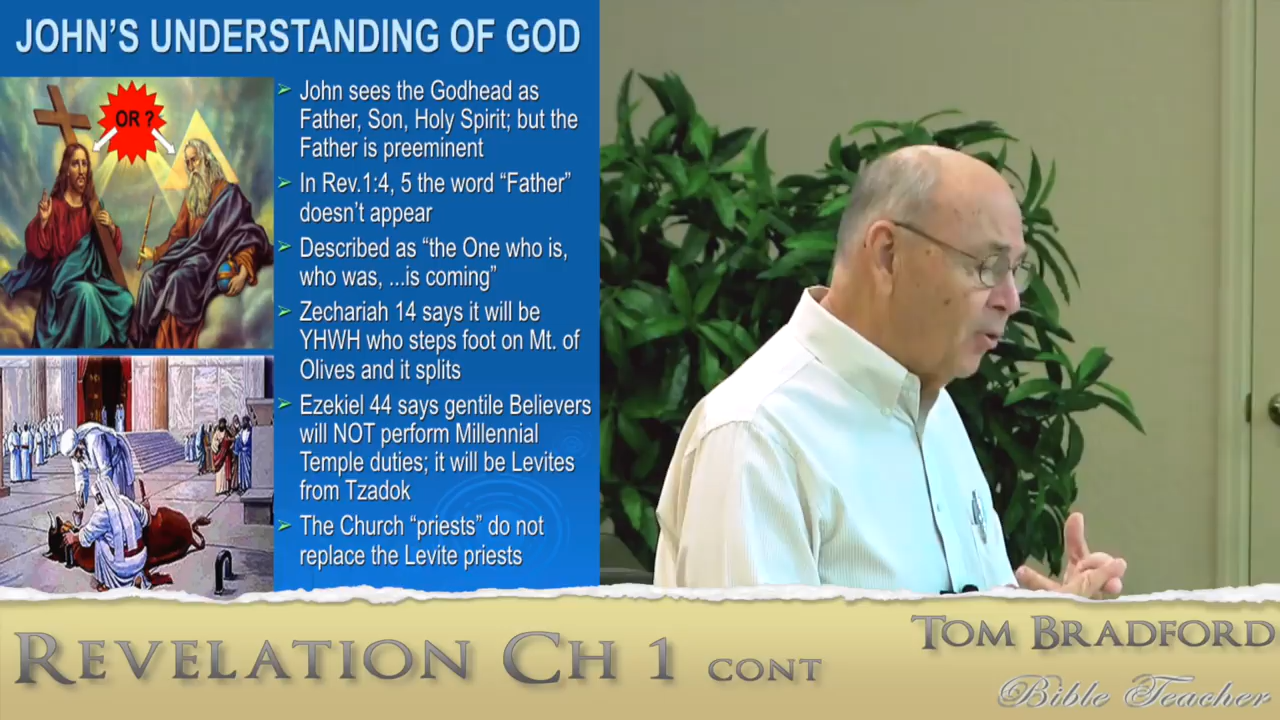 JOHN'S UNDERSTANDING OF GOD
OR ?
➢ John sees the Godhead as
Father, Son, Holy Spirit; but the
Father is preeminent
➢ In Rev.1:4, 5 the word “Father”
doesn't appear
➢ Described as “the One who is,
who was, ...is coming”
➢ Zechariah 14 says it will be
YHWH who steps foot on Mt. of
Olives and it splits
➢ Ezekiel 44 says gentile Believers
will NOT perform Millennial
Temple duties; it will be Levites
from Tzadok
➢ The Church “priests” do not
replace the Levite priests
REVELATION CH 1 CONT
TOM BRADFORD
Bible Teacher